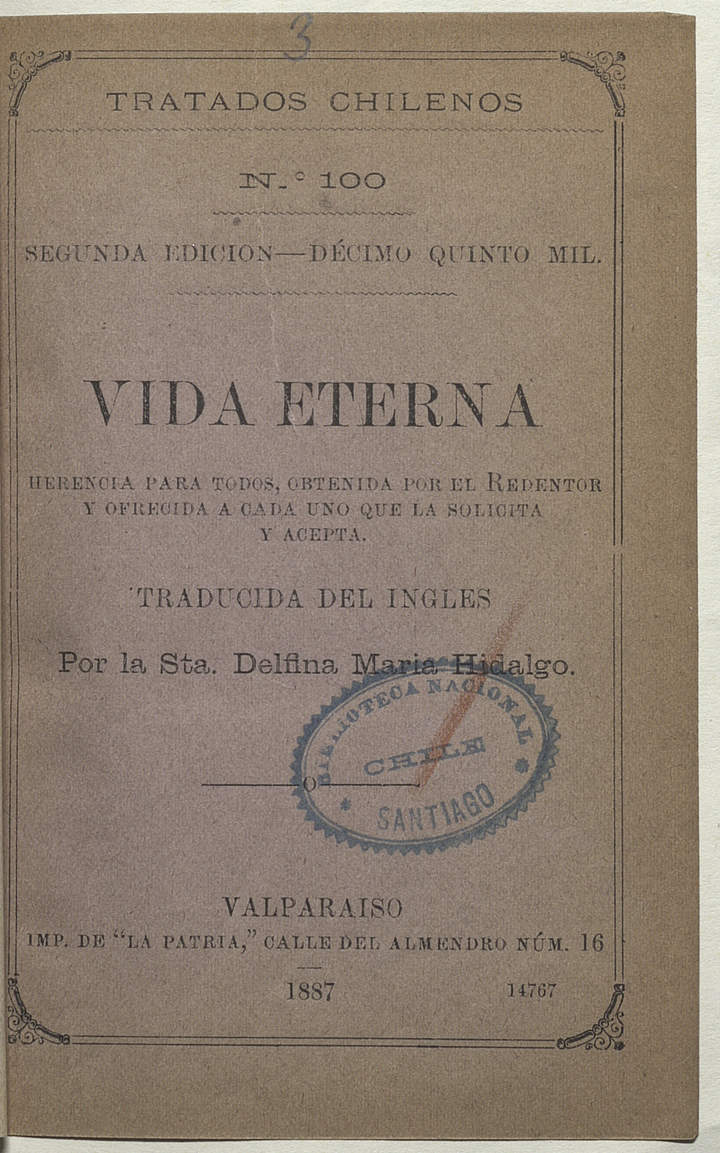 3
TRATADOS CHILENOS
N.º 100
SEGUNDA EDICION—DÉCIMO QUINTO MIL.
VIDA ETERNA
HERENCIA PARA TODOS, OBTENIDA POR EL REDENTOR
Y OFRECIDA A CADA UNO QUE LA SOLICITA
Y ACEPTA.
TRADUCIDA DEL INGLES
Por la Sta. Delfina Maria Hidalgo.
BIBLIOTECA NACIONAL
CHILE
SANTIAGO
VALPARAISO
IMP. DE “LA PATRIA,” CALLE DEL ALMENDRO NÚM. 16
1887 14767